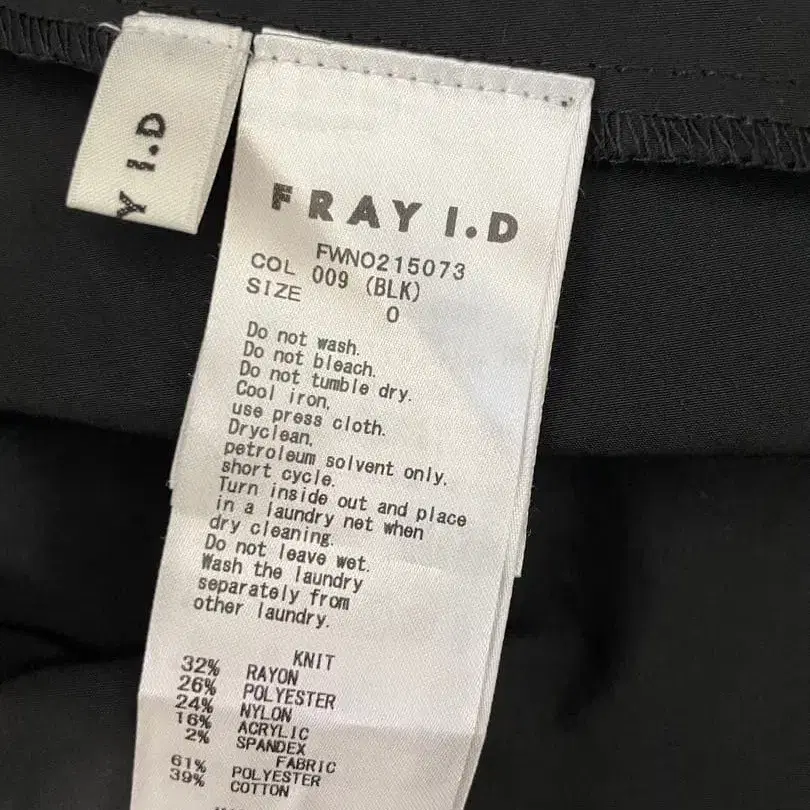 Y I.D
FRAY I.D
FWNO215073
COL 009 (BLK)
SIZE 0
Do not wash.
Do not bleach.
Do not tumble dry.
Cool iron,
use press cloth.
Dryclean,
petroleum solvent only.
short cycle.
Turn inside out and place
in a laundry net when
dry cleaning.
Do not leave wet.
Wash the laundry
separately from
other laundry.
KNIT
32% RAYON
26% POLYESTER
24% NYLON
16% ACRYLIC
2% SPANDEX
FABRIC
61% POLYESTER
39% COTTON